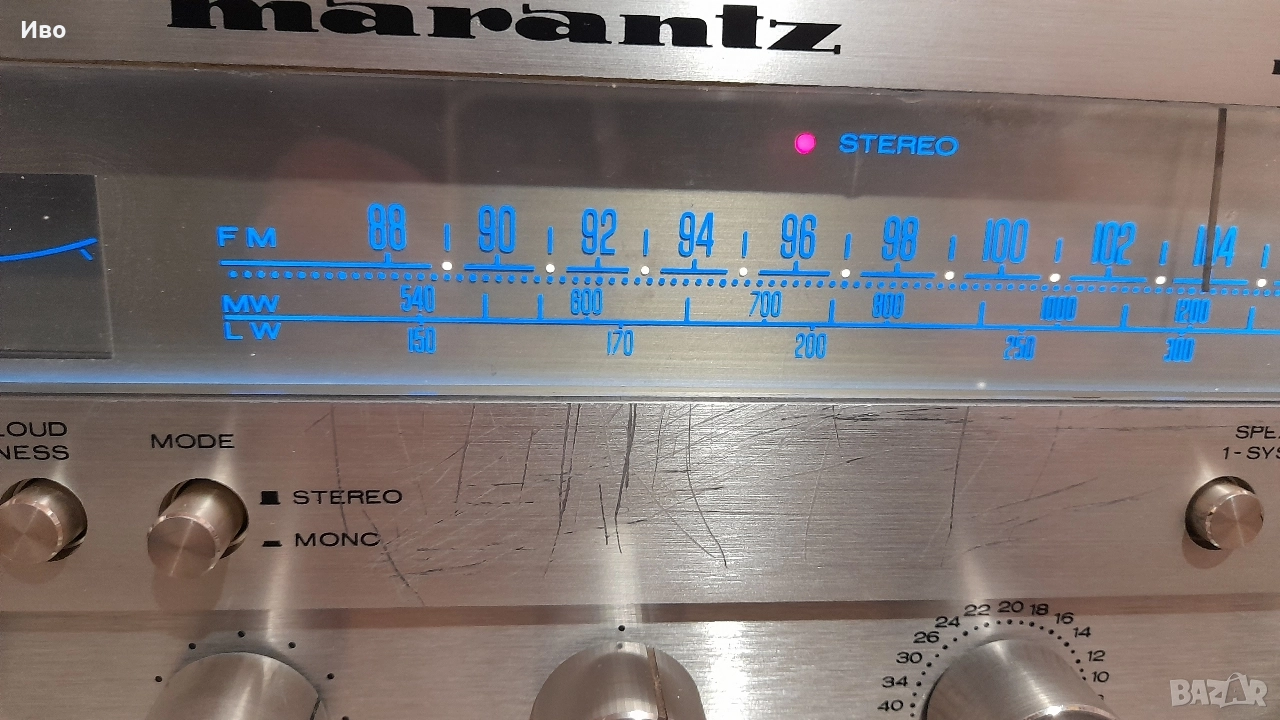 Иво
marantz
STEREO
FM 88 90 92 94 96 98 100 102 104
MW 540 600 700 800 1000 1200
LW 150 170 200 250 300
LOUD
NESS
MODE
STEREO
MONO
SPEA
1-SYS
40 34 30 26 24 22 20 18 16 14 12 10
BAZAR